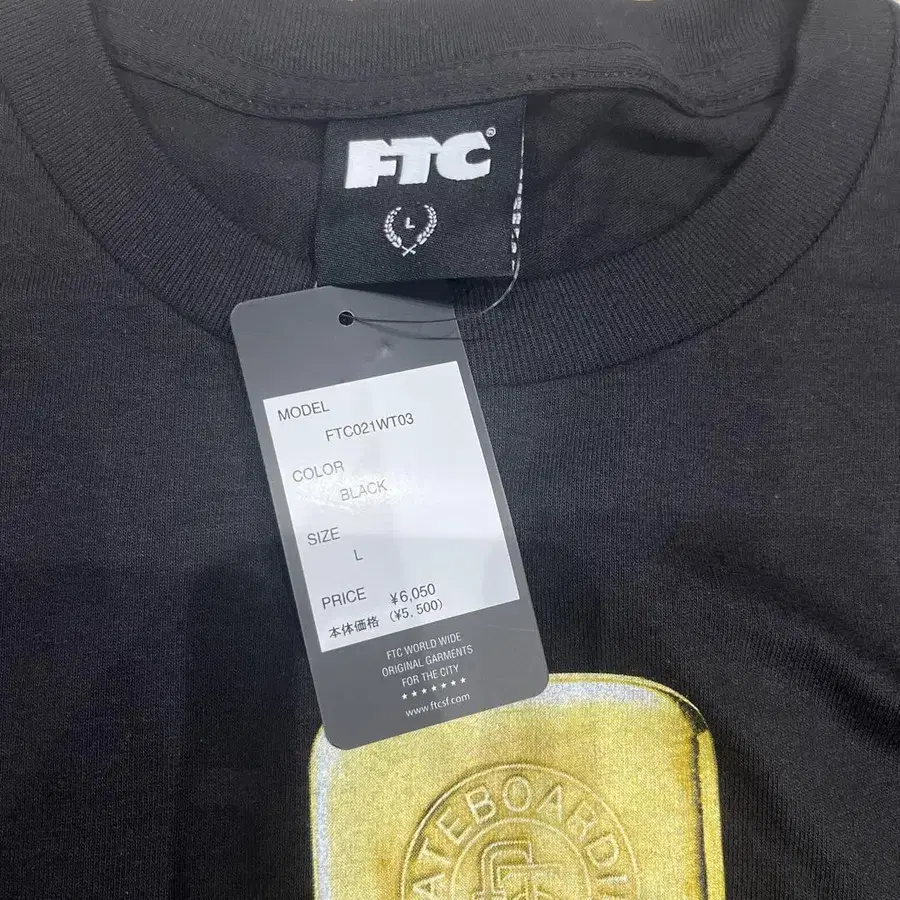 FTC®
L
MODEL
FTC021WT03
COLOR
BLACK
SIZE
L
PRICE ¥6,050
本体価格 (¥5,500)
FTC WORLD WIDE
ORIGINAL GARMENTS
FOR THE CITY
★★★★★★★
www.ftcsf.com
ATEBOARDI